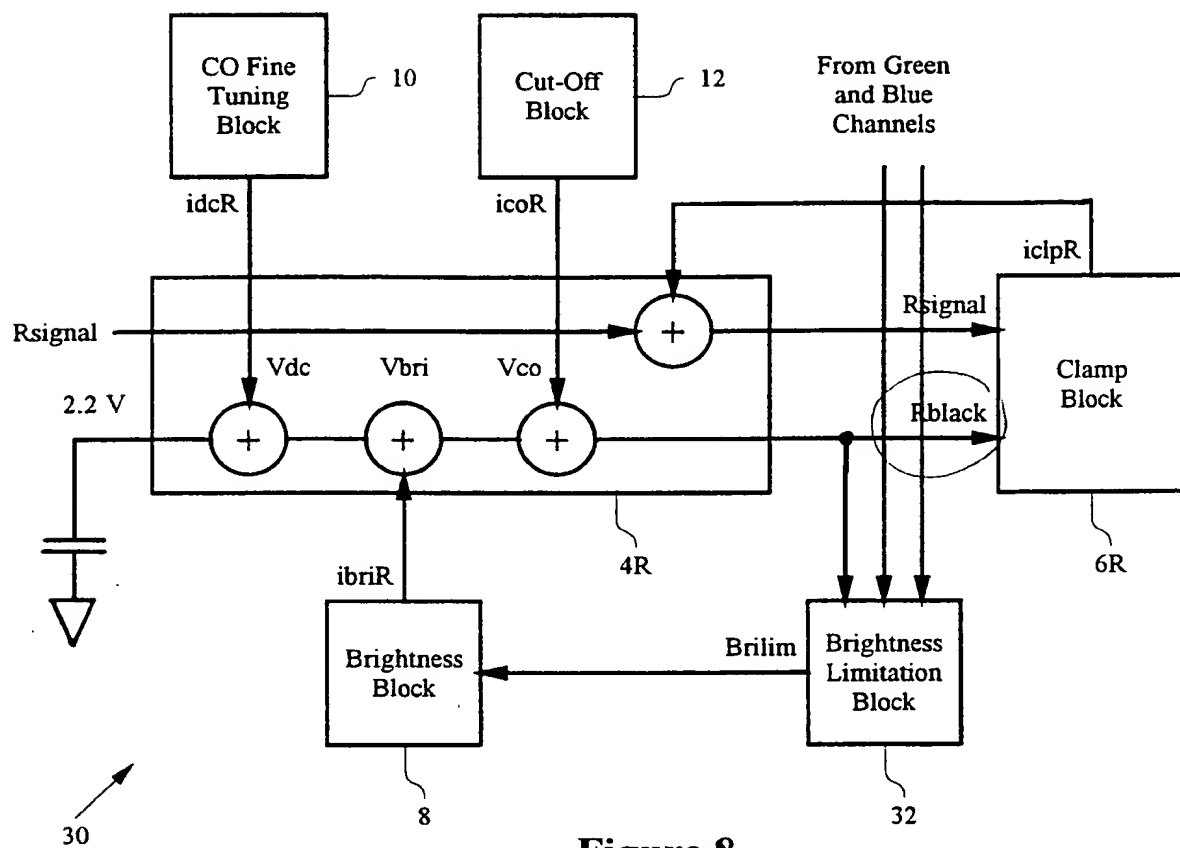 CO Fine
Tuning
Block
10
Cut-Off
Block
12
From Green
and Blue
Channels
idcR
icoR
iclpR
Rsignal
Rsignal
Clamp
Block
Vdc
Vbri
Vco
2.2 V
Rblack
+
+
+
+
4R
6R
ibriR
Brightness
Block
Brilim
Brightness
Limitation
Block
8
32
30
Figure 8